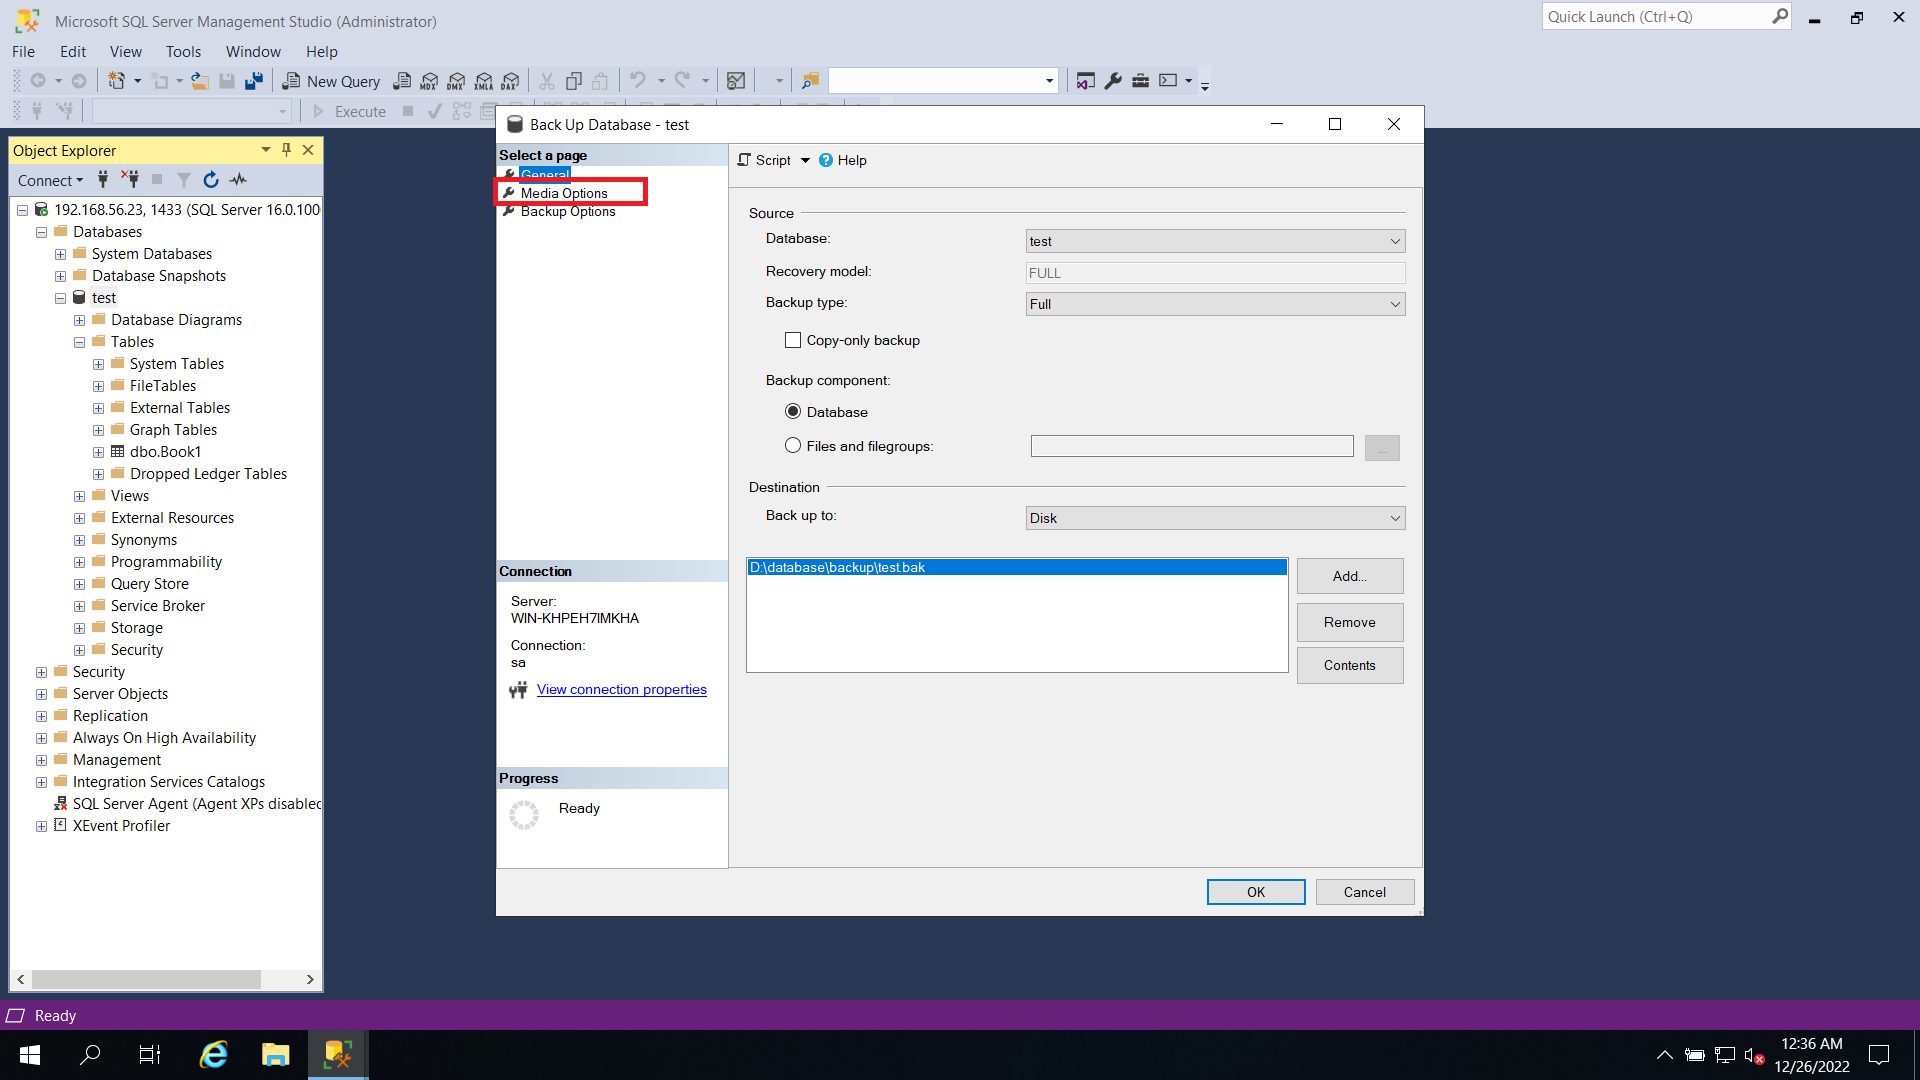 Microsoft SQL Server Management Studio (Administrator)
Quick Launch (Ctrl+Q)
File Edit View Tools Window Help
New Query MDX DMX XMLA DAX
Execute
Object Explorer
Connect
192.168.56.23, 1433 (SQL Server 16.0.100
Databases
System Databases
Database Snapshots
test
Database Diagrams
Tables
System Tables
FileTables
External Tables
Graph Tables
dbo.Book1
Dropped Ledger Tables
Views
External Resources
Synonyms
Programmability
Query Store
Service Broker
Storage
Security
Security
Server Objects
Replication
Always On High Availability
Management
Integration Services Catalogs
SQL Server Agent (Agent XPs disabled
XEvent Profiler
Back Up Database - test
Select a page
General
Media Options
Backup Options
Connection
Server:
WIN-KHPEH7IMKHA
Connection:
sa
View connection properties
Progress
Ready
Script Help
Source
Database: test
Recovery model: FULL
Backup type: Full
Copy-only backup
Backup component:
Database
Files and filegroups: ...
Destination
Back up to: Disk
D:\database\backup\test.bak
Add...
Remove
Contents
OK Cancel
Ready
12:36 AM
12/26/2022